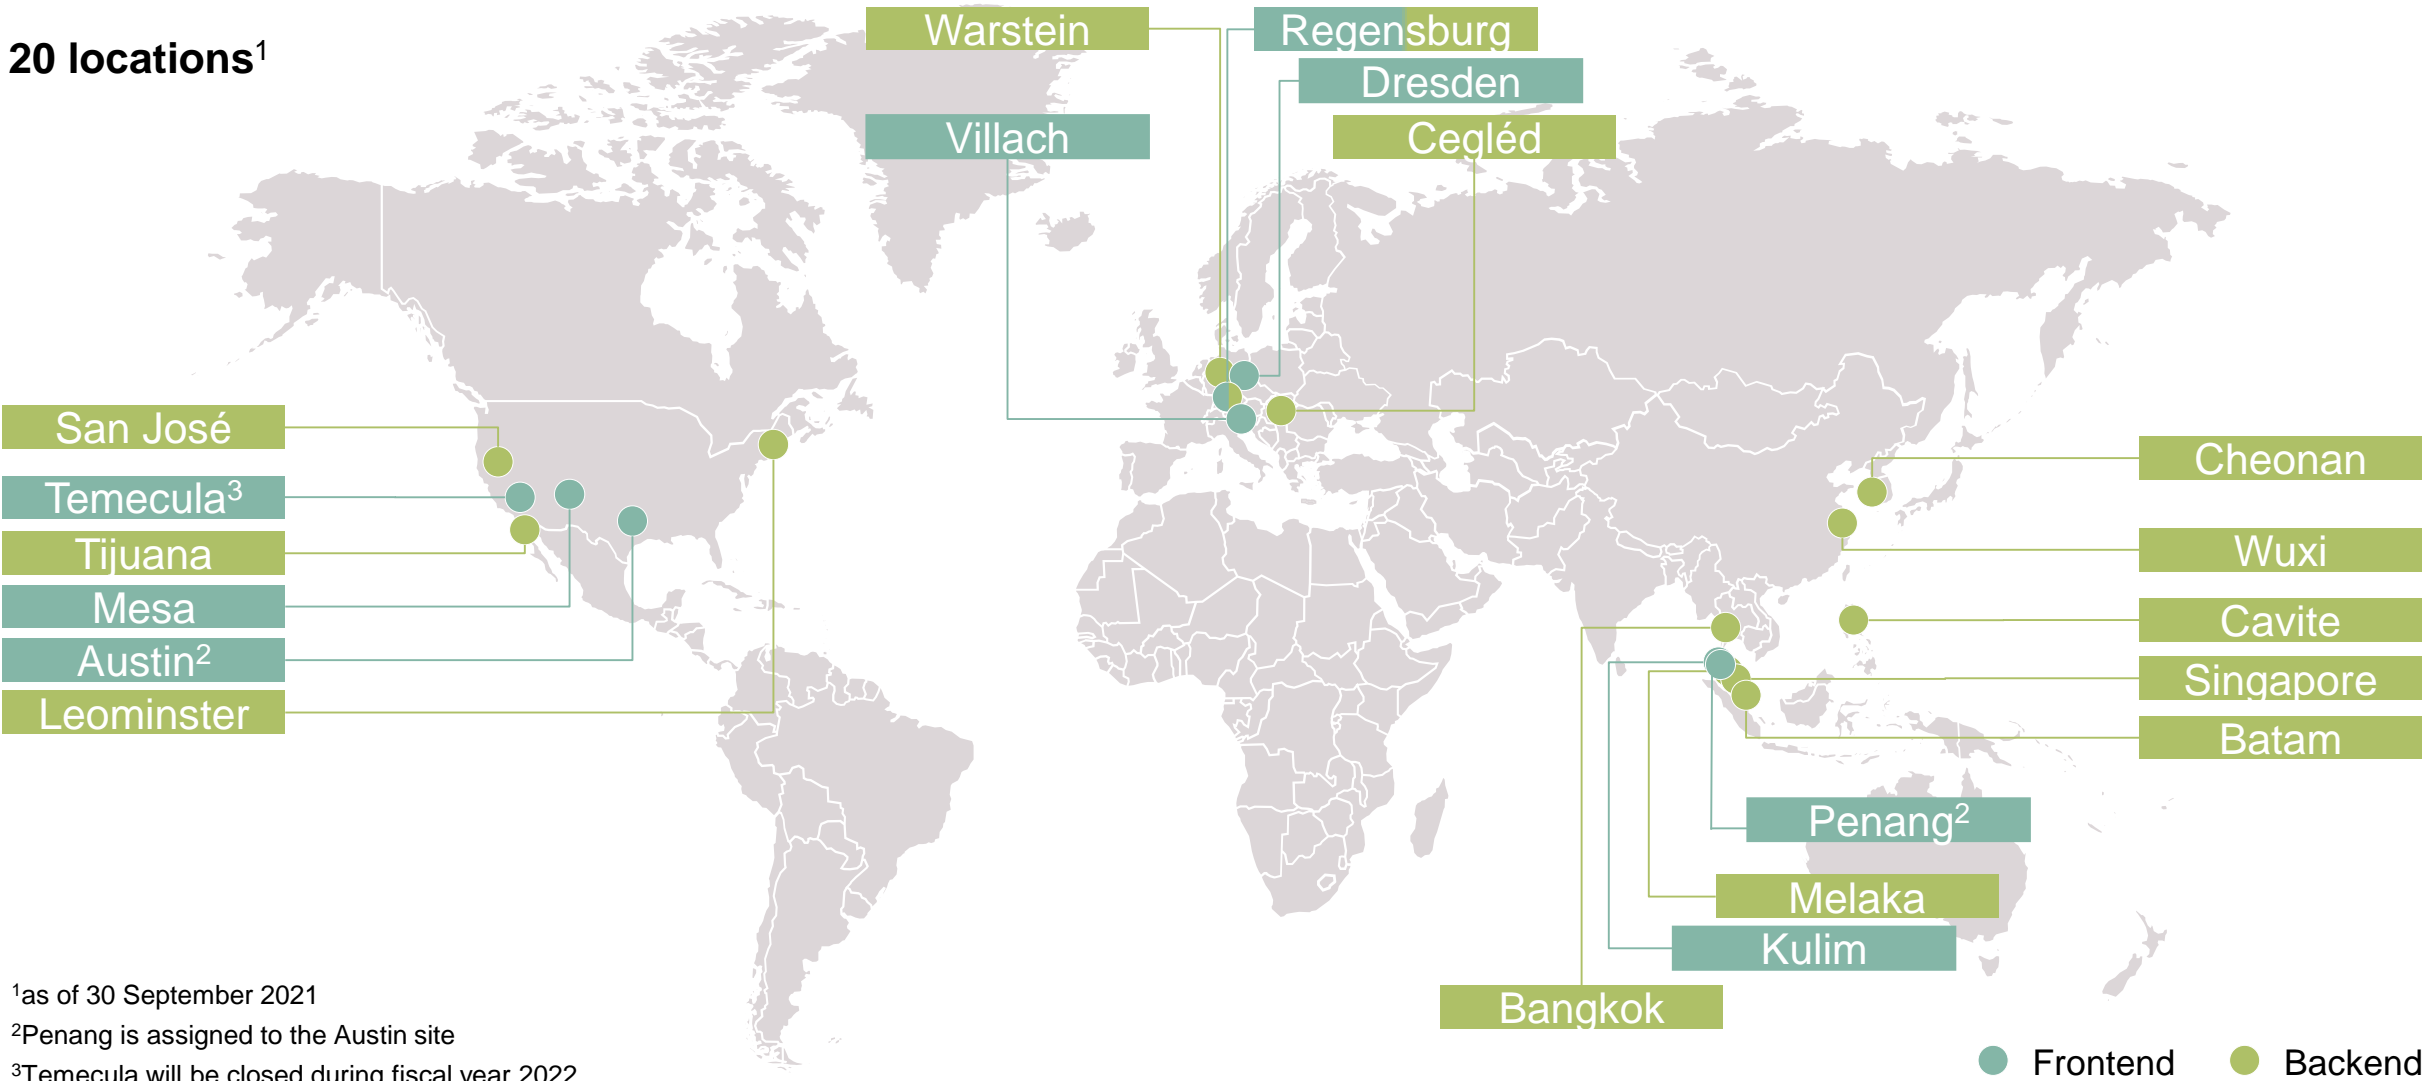 20 locations¹
Warstein
Regensburg
Dresden
Villach
Cegléd
San José
Temecula³
Tijuana
Mesa
Austin²
Leominster
Cheonan
Wuxi
Cavite
Singapore
Batam
Penang²
Melaka
Kulim
Bangkok
¹as of 30 September 2021
²Penang is assigned to the Austin site
³Temecula will be closed during fiscal year 2022
Frontend
Backend